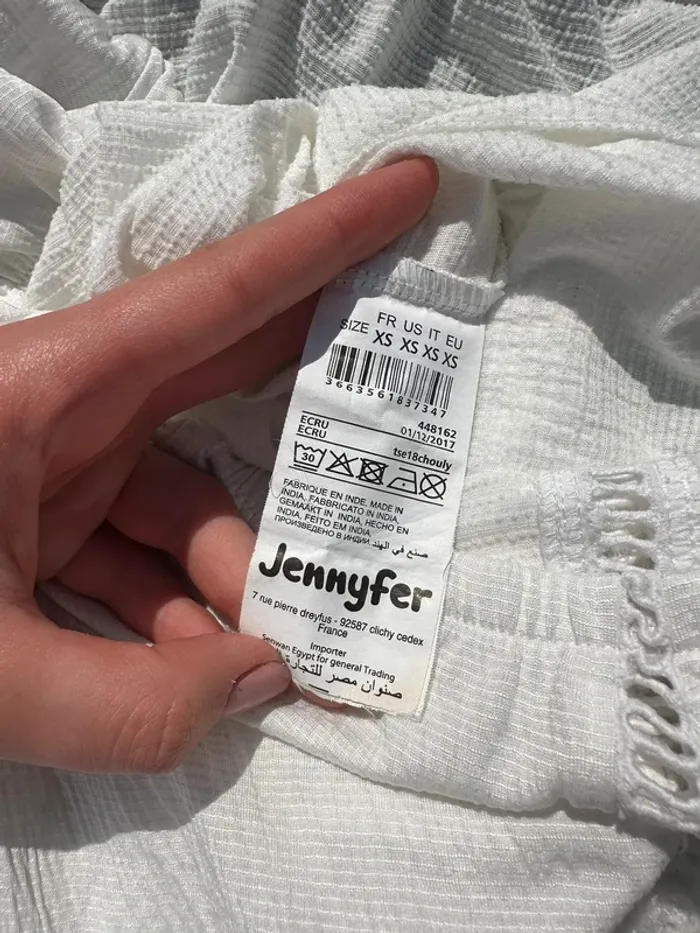 FR US IT EU
SIZE XS XS XS XS
3663561837347
ECRU 448162
ECRU 01/12/2017
tse18chouly
30
FABRIQUE EN INDE, MADE IN
INDIA, FABBRICATO IN INDIA,
GEMAAKT IN INDIA, HECHO EN
INDIA, FEITO EM INDIA,
ПРОИЗВЕДЕНО В ИНДИИ صنع في الهند
Jennyfer
7 rue pierre dreyfus - 92587 clichy cedex
France
Importer
Senwan Egypt for general Trading
صنوان مصر للتجارة